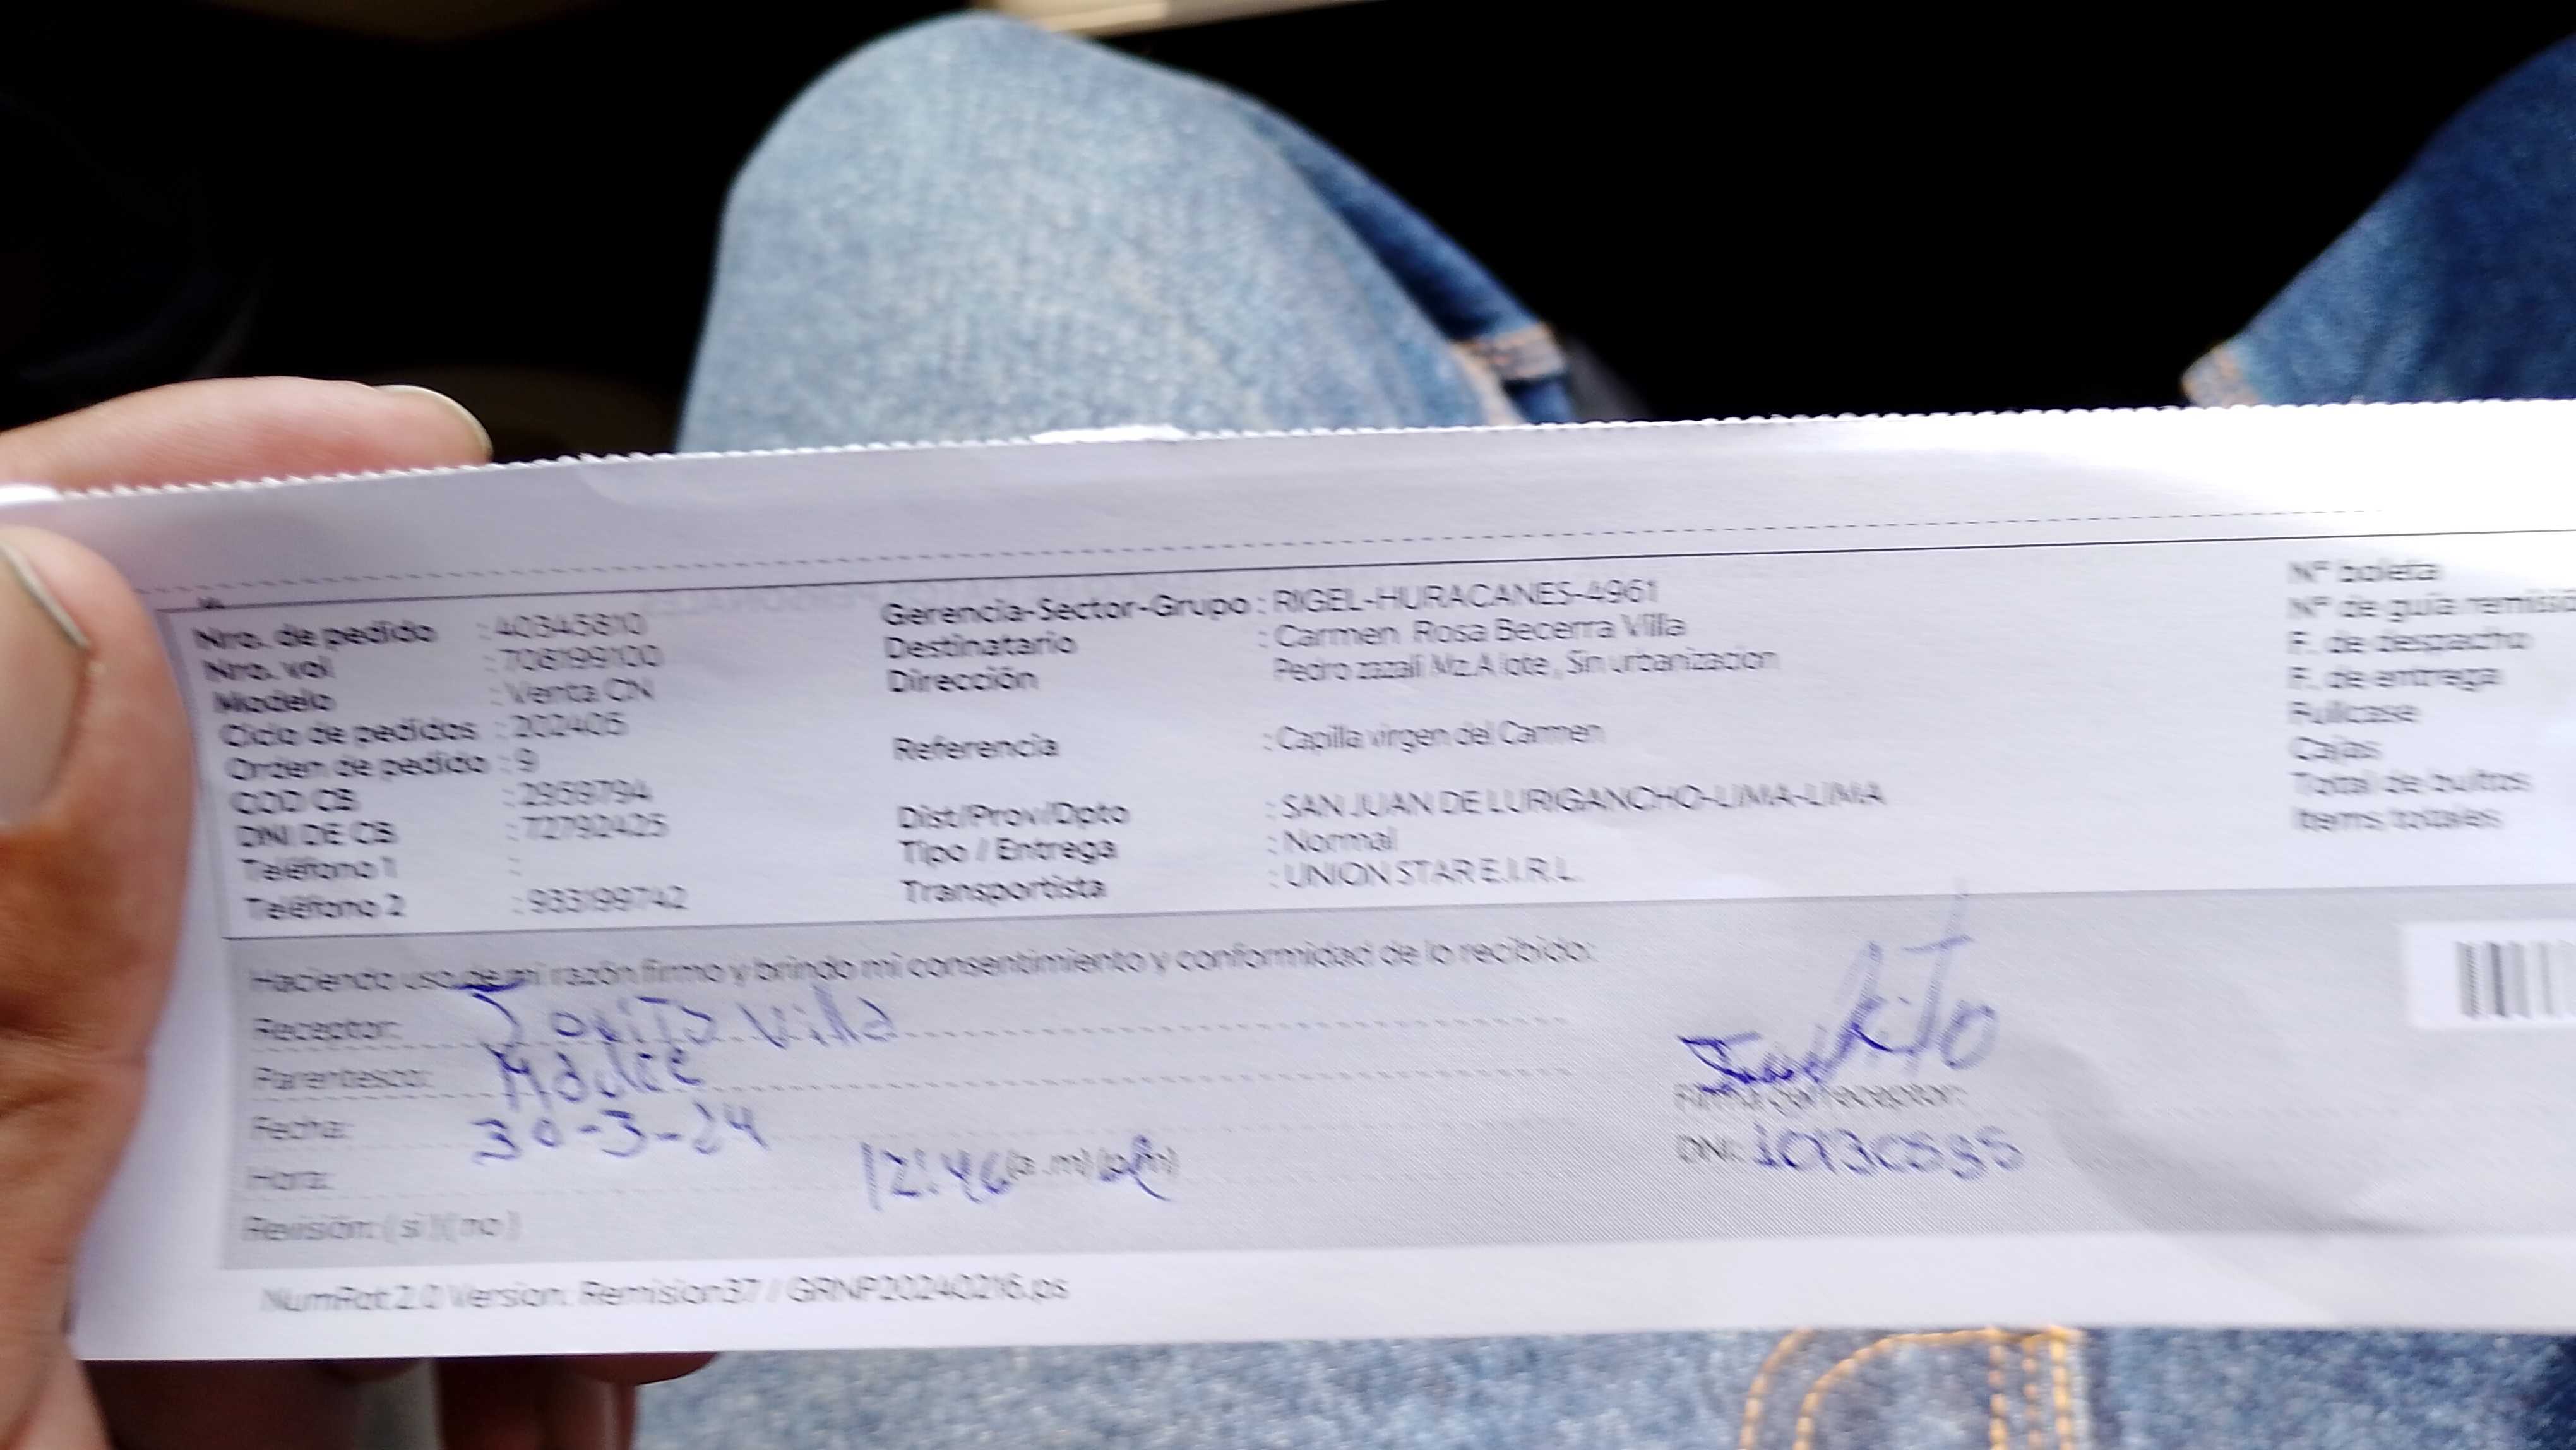 Nro. de pedido : 40345810
Nro. vol : 708199100
Modelo : Venta CN
Ciclo de pedidos : 202405
Orden de pedido : 9
COD CB : 2959794
DNI DE CB : 72792425
Teléfono 1 :
Teléfono 2 : 933199742
Gerencia-Sector-Grupo : RIGEL-HURACANES-4961
Destinatario : Carmen Rosa Becerra Villa
Dirección Pedro zazali Mz.A lote , Sin urbanizacion
Referencia : Capilla virgen del Carmen
Dist/Prov/Dpto : SAN JUAN DE LURIGANCHO-LIMA-LIMA
Tipo / Entrega : Normal
Transportista : UNION STAR E.I.R.L.
Nº boleta
Nº de guía remisi
F. de despacho
F. de entrega
Fullcase
Cajas
Total de bultos
Items totales
Haciendo uso de mi razón firmo y brindo mi consentimiento y conformidad de lo recibido:
Receptor: Jovita Villa
Parentesco: Madre
Fecha: 30-3-24
Hora: 12:46 (a.m) (p.m)
Revisión: ( si ) ( no )
Firma del receptor:
DNI:
NumRot:2.0 Version: Remision37 // GRNP20240216.ps